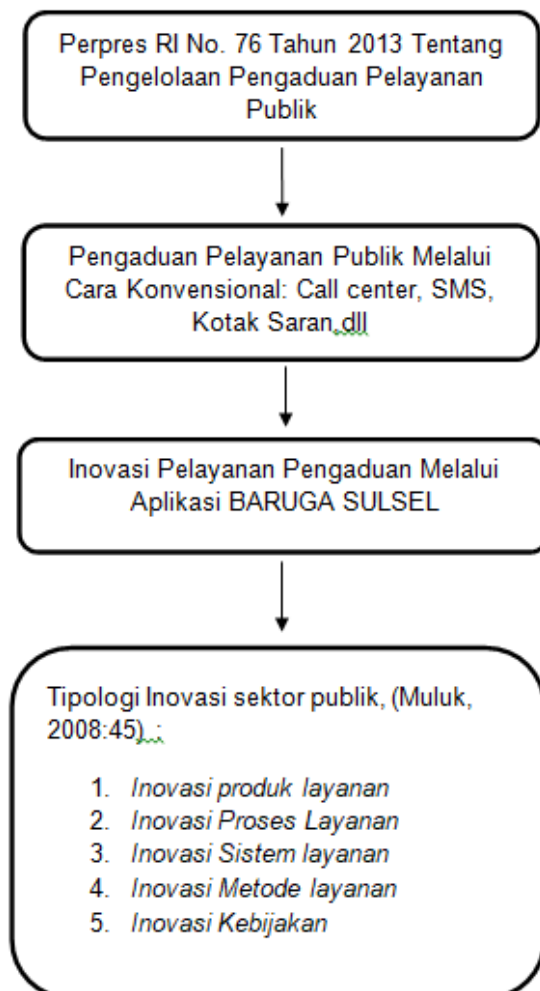 Perpres RI No. 76 Tahun 2013 Tentang
Pengelolaan Pengaduan Pelayanan
Publik
Pengaduan Pelayanan Publik Melalui
Cara Konvensional: Call center, SMS,
Kotak Saran,dll
Inovasi Pelayanan Pengaduan Melalui
Aplikasi BARUGA SULSEL
Tipologi Inovasi sektor publik, (Muluk,
2008:45) :
1. Inovasi produk layanan
2. Inovasi Proses Layanan
3. Inovasi Sistem layanan
4. Inovasi Metode layanan
5. Inovasi Kebijakan